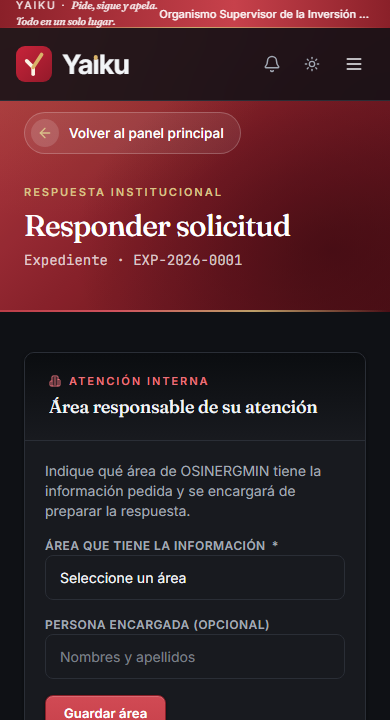 YAIKU · Pide, sigue y apela.
Todo en un solo lugar.
Organismo Supervisor de la Inversión ...
Yaiku
Volver al panel principal
RESPUESTA INSTITUCIONAL
Responder solicitud
Expediente · EXP-2026-0001
ATENCIÓN INTERNA
Área responsable de su atención
Indique qué área de OSINERGMIN tiene la
información pedida y se encargará de
preparar la respuesta.
ÁREA QUE TIENE LA INFORMACIÓN *
Seleccione un área
PERSONA ENCARGADA (OPCIONAL)
Nombres y apellidos
Guardar área